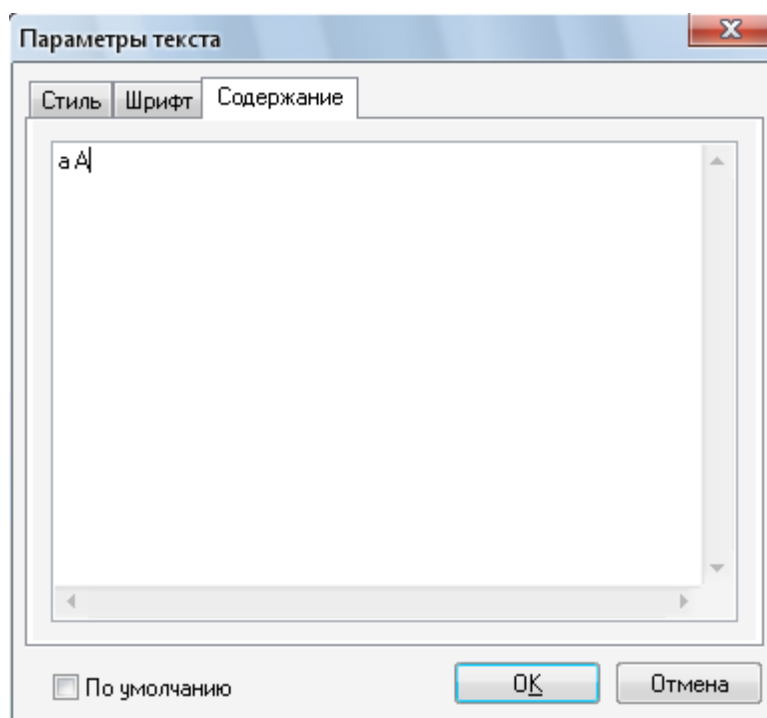 Параметры текста
Стиль Шрифт Содержание
а А
По умолчанию OK Отмена